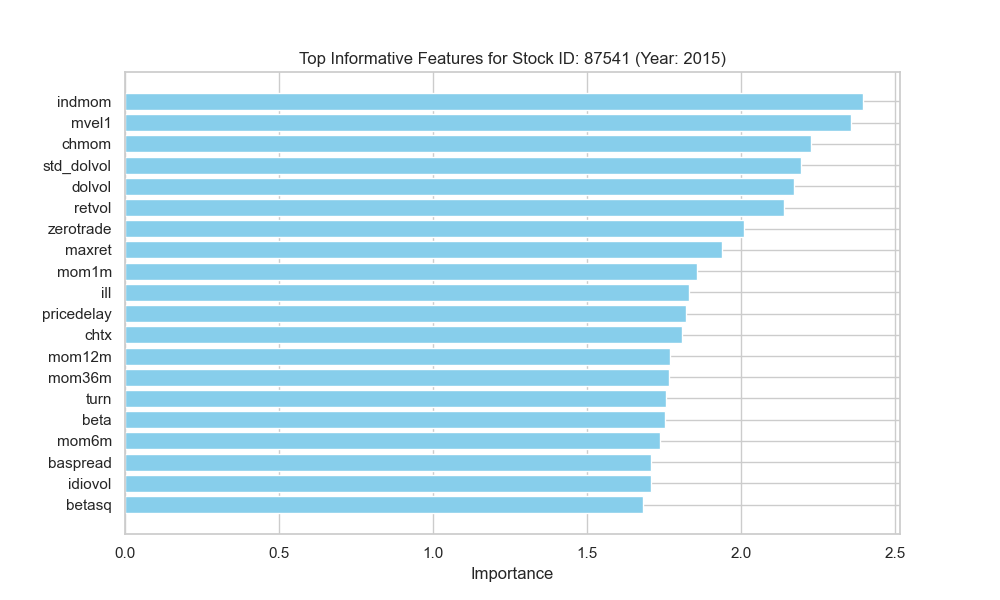 Top Informative Features for Stock ID: 87541 (Year: 2015)
indmom
mvel1
chmom
std_dolvol
dolvol
retvol
zerotrade
maxret
mom1m
ill
pricedelay
chtx
mom12m
mom36m
turn
beta
mom6m
baspread
idiovol
betasq
0.0 0.5 1.0 1.5 2.0 2.5
Importance